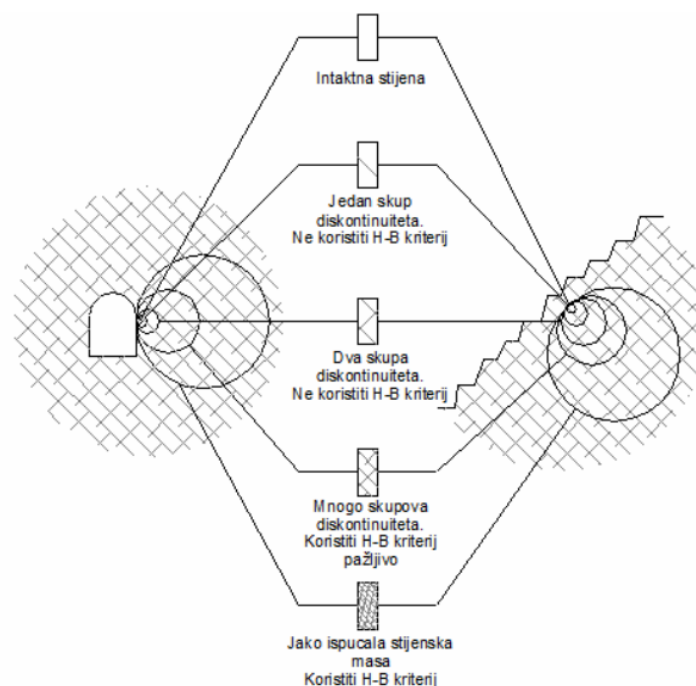 Intaktna stijena
Jedan skup
diskontinuiteta.
Ne koristiti H-B kriterij
Dva skupa
diskontinuiteta.
Ne koristiti H-B kriterij
Mnogo skupova
diskontinuiteta.
Koristiti H-B kriterij
pažljivo
Jako ispucala stijenska
masa
Koristiti H-B kriterij